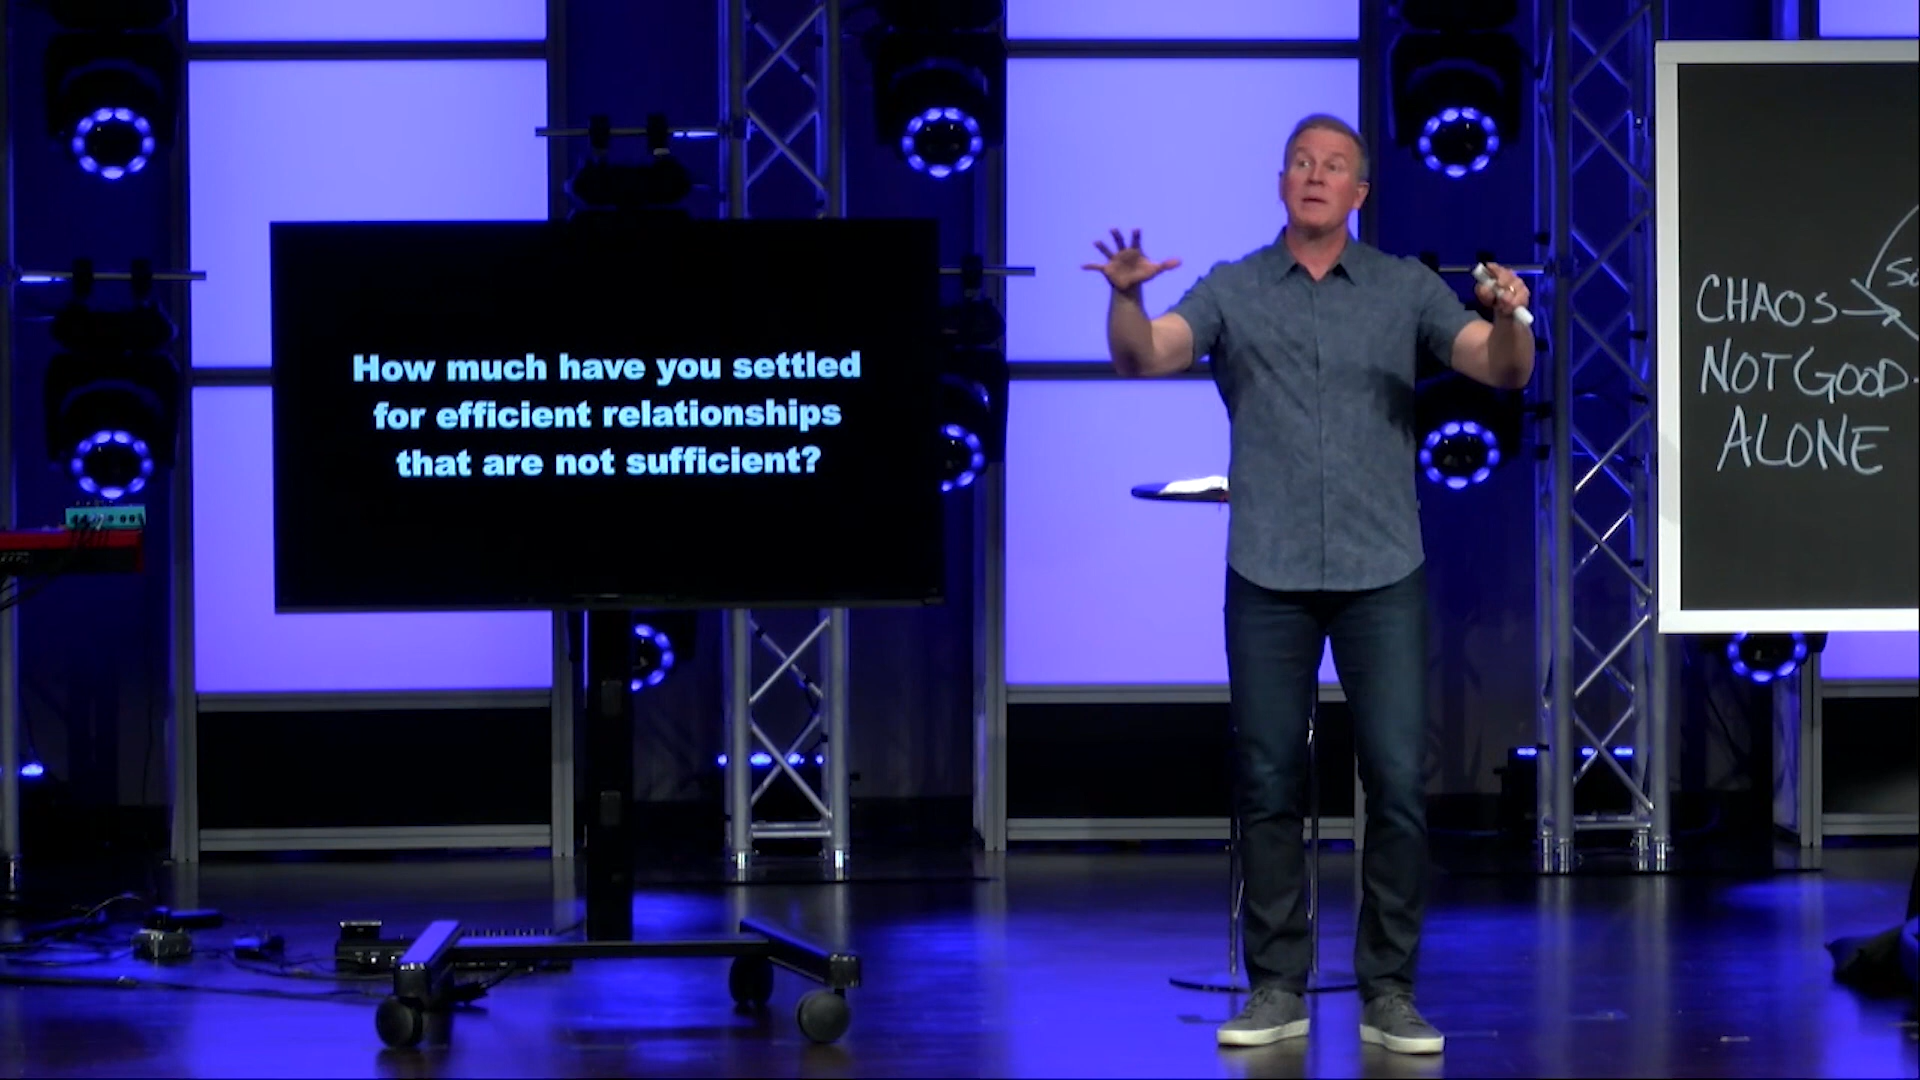 How much have you settled
for efficient relationships
that are not sufficient?
CHAOS
NOT GOOD
ALONE